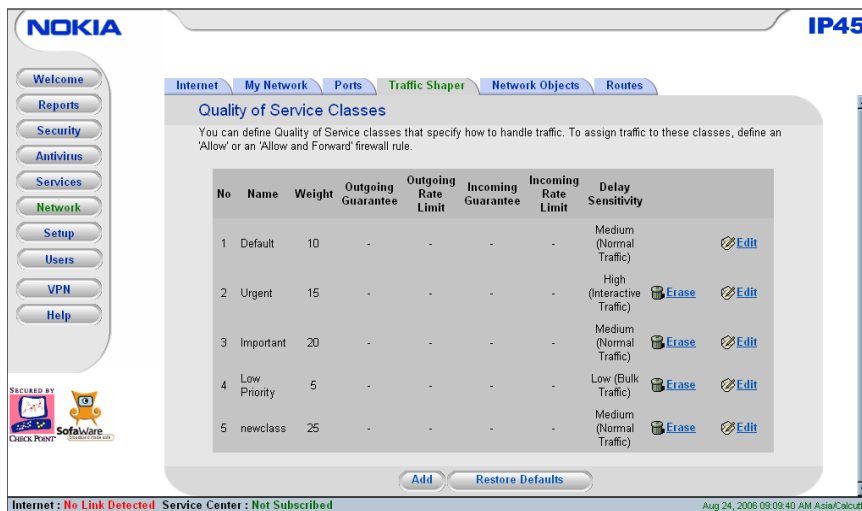 NOKIA
IP45
Welcome
Reports
Security
Antivirus
Services
Network
Setup
Users
VPN
Help
SECURED BY
CHECK POINT
SofaWare
Internet
My Network
Ports
Traffic Shaper
Network Objects
Routes
Quality of Service Classes
You can define Quality of Service classes that specify how to handle traffic. To assign traffic to these classes, define an
'Allow' or an 'Allow and Forward' firewall rule.
No Name Weight Outgoing Guarantee Outgoing Rate Limit Incoming Guarantee Incoming Rate Limit Delay Sensitivity
1 Default 10 - - - - Medium (Normal Traffic) Edit
2 Urgent 15 - - - - High (Interactive Traffic) Erase Edit
3 Important 20 - - - - Medium (Normal Traffic) Erase Edit
4 Low Priority 5 - - - - Low (Bulk Traffic) Erase Edit
5 newclass 25 - - - - Medium (Normal Traffic) Erase Edit
Add
Restore Defaults
Internet : No Link Detected Service Center : Not Subscribed
Aug 24, 2006 09:09:40 AM Asia/Calcutt